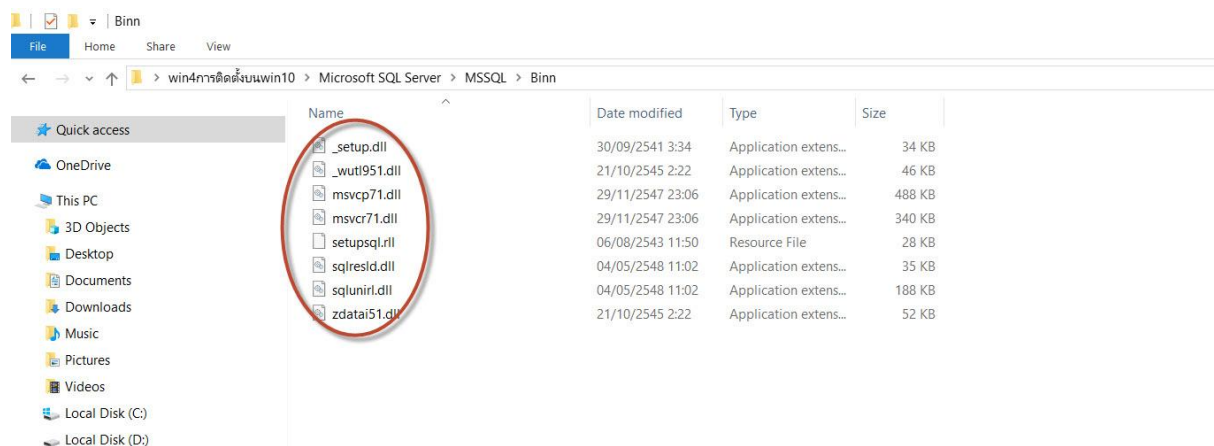 Binn
File Home Share View
win4การติดตั้งบนwin10 > Microsoft SQL Server > MSSQL > Binn
Name Date modified Type Size
Quick access
OneDrive
This PC
3D Objects
Desktop
Documents
Downloads
Music
Pictures
Videos
Local Disk (C:)
Local Disk (D:)
_setup.dll 30/09/2541 3:34 Application extens... 34 KB
_wutl951.dll 21/10/2545 2:22 Application extens... 46 KB
msvcp71.dll 29/11/2547 23:06 Application extens... 488 KB
msvcr71.dll 29/11/2547 23:06 Application extens... 340 KB
setupsql.rll 06/08/2543 11:50 Resource File 28 KB
sqlresld.dll 04/05/2548 11:02 Application extens... 35 KB
sqlunirl.dll 04/05/2548 11:02 Application extens... 188 KB
zdatai51.dll 21/10/2545 2:22 Application extens... 52 KB